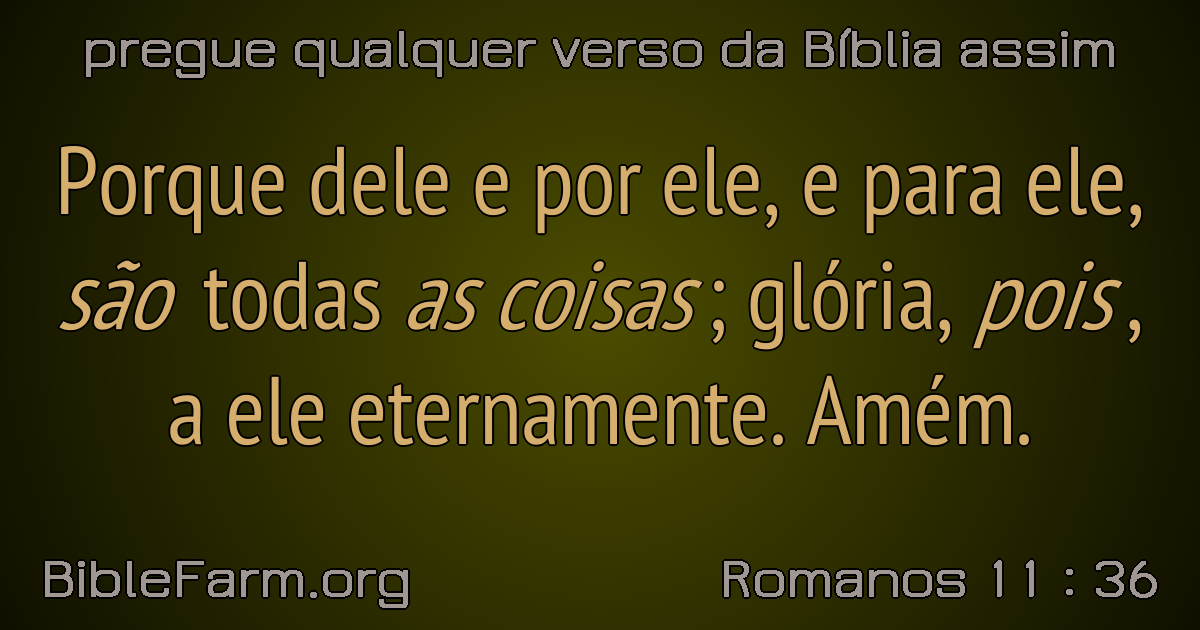 pregue qualquer verso da Bíblia assim
Porque dele e por ele, e para ele,
são todas as coisas; glória, pois,
a ele eternamente. Amém.
BibleFarm.org
Romanos 11 : 36